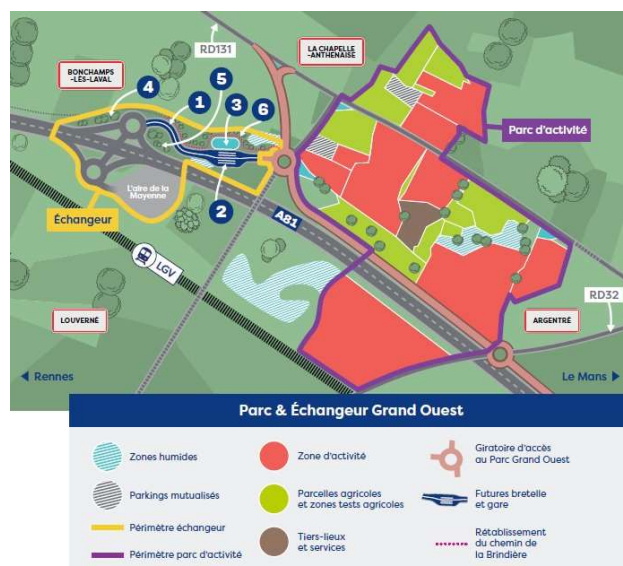 RD131
LA CHAPELLE
-ANTHENAISE
BONCHAMPS
-LÈS-LAVAL
4
1
5
3
6
Parc d'activité
L'aire de la
Mayenne
Échangeur
2
A81
LGV
RD32
LOUVERNÉ
ARGENTRÉ
Rennes
Le Mans
Parc & Échangeur Grand Ouest
Zones humides
Zone d'activité
Giratoire d'accès
au Parc Grand Ouest
Parkings mutualisés
Parcelles agricoles
et zones tests agricoles
Futures bretelle
et gare
Périmètre échangeur
Périmètre parc d'activité
Tiers-lieux
et services
Rétablissement
du chemin de
la Brindière